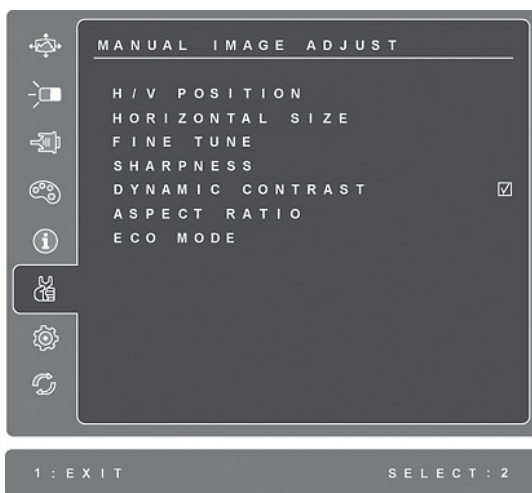 MANUAL IMAGE ADJUST
H/V POSITION
HORIZONTAL SIZE
FINE TUNE
SHARPNESS
DYNAMIC CONTRAST
ASPECT RATIO
ECO MODE
1:EXIT SELECT:2